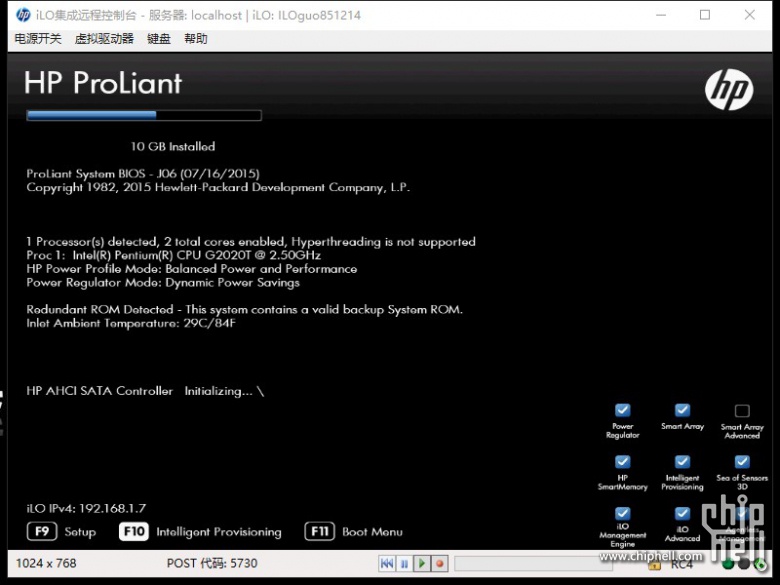 iLO集成远程控制台 - 服务器: localhost | iLO: ILOguo851214
电源开关 虚拟驱动器 键盘 帮助
HP ProLiant
hp
10 GB Installed
ProLiant System BIOS - J06 (07/16/2015)
Copyright 1982, 2015 Hewlett-Packard Development Company, L.P.
1 Processor(s) detected, 2 total cores enabled, Hyperthreading is not supported
Proc 1: Intel(R) Pentium(R) CPU G2020T @ 2.50GHz
HP Power Profile Mode: Balanced Power and Performance
Power Regulator Mode: Dynamic Power Savings
Redundant ROM Detected - This system contains a valid backup System ROM.
Inlet Ambient Temperature: 29C/84F
HP AHCI SATA Controller Initializing... \
Power Regulator
Smart Array
Smart Array Advanced
HP SmartMemory
Intelligent Provisioning
Sea of Sensors 3D
iLO Management Engine
iLO Advanced
Agentless Management
iLO IPv4: 192.168.1.7
F9 Setup F10 Intelligent Provisioning F11 Boot Menu
chip hell
www.chiphell.com
1024 x 768 POST 代码: 5730 RC4